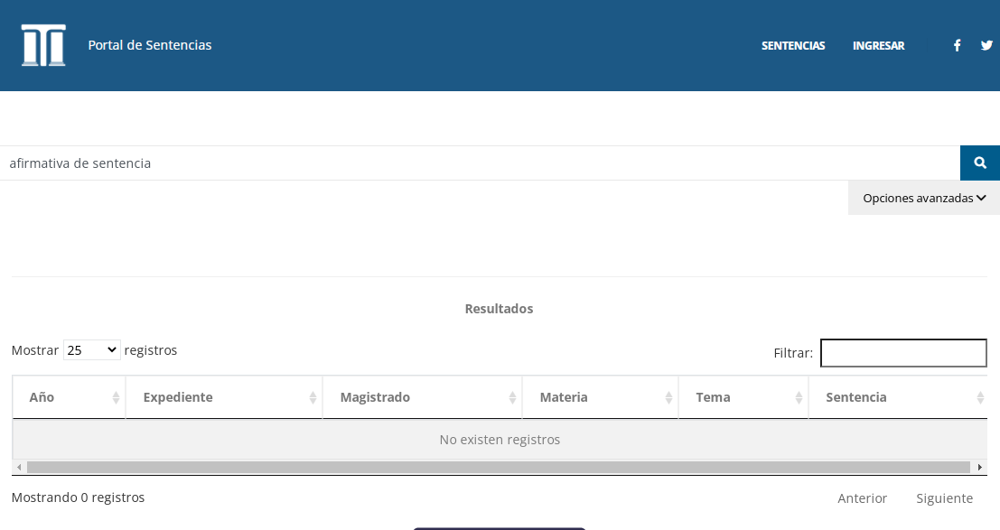 Portal de Sentencias
SENTENCIAS INGRESAR
afirmativa de sentencia
Opciones avanzadas
Resultados
Mostrar 25 registros
Filtrar:
Año Expediente Magistrado Materia Tema Sentencia
No existen registros
Mostrando 0 registros
Anterior Siguiente